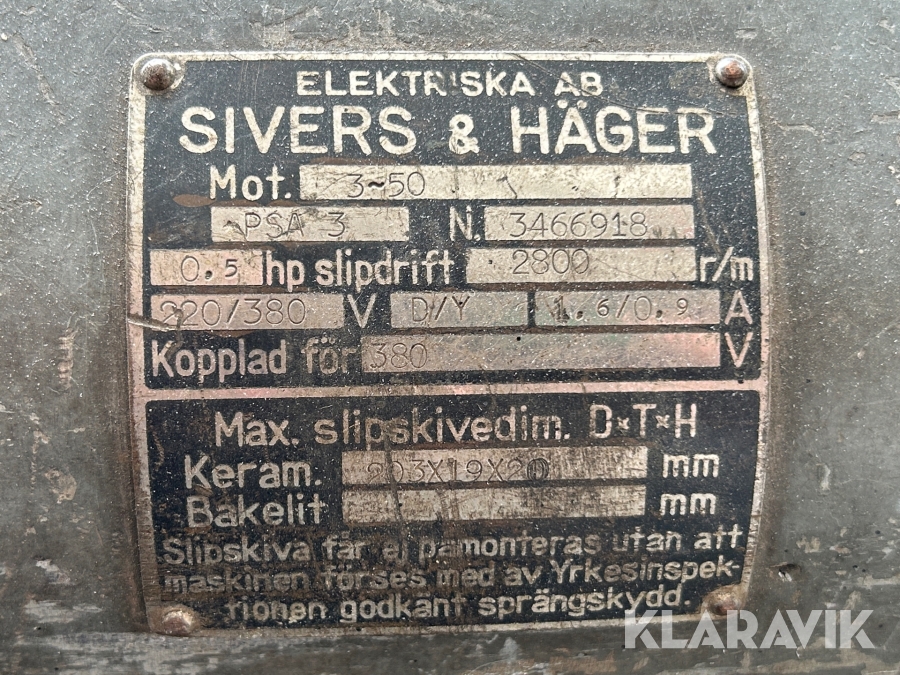 ELEKTRISKA AB
SIVERS & HÄGER
Mot. 3~50
PSA 3 N. 3466918
0.5 hp slipdrift 2800 r/m
220/380 V D/Y 1.6/0.9 A
Kopplad för 380 V
Max. slipskivedim. D×T×H
Keram. 203X19X20 mm
Bakelit mm
Slipskiva får ej påmonteras utan att
maskinen förses med av Yrkesinspek-
tionen godkänt sprängskydd.
KLARAVIK